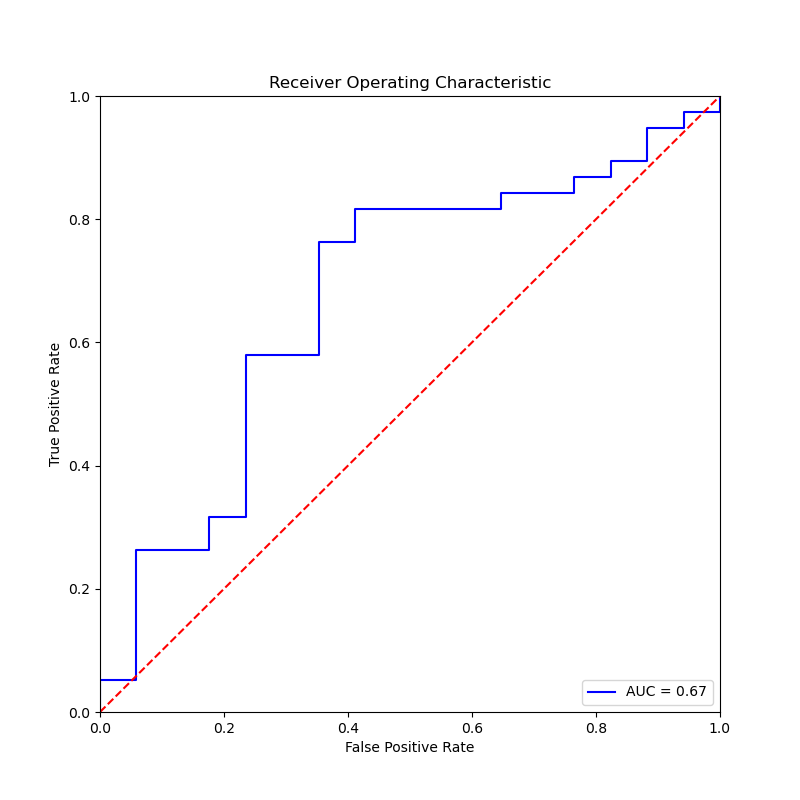 Receiver Operating Characteristic
1.0
0.8
0.6
0.4
0.2
0.0
True Positive Rate
AUC = 0.67
0.0 0.2 0.4 0.6 0.8 1.0
False Positive Rate